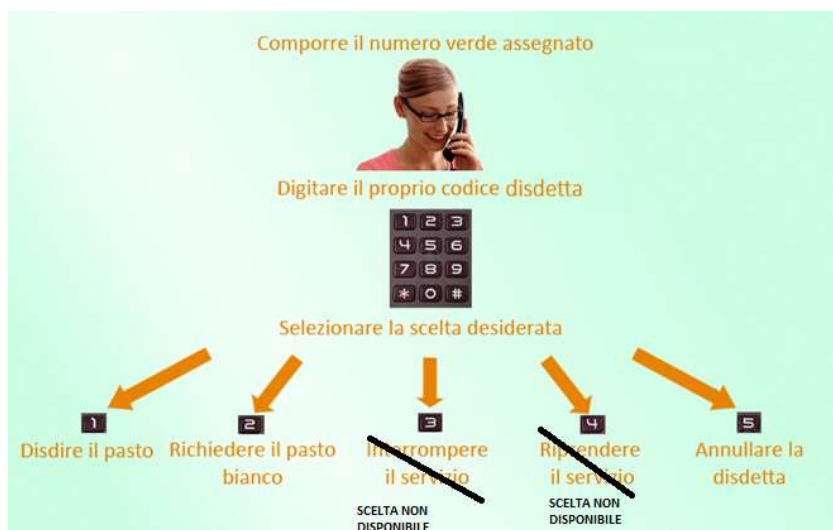 Comporre il numero verde assegnato
Digitare il proprio codice disdetta
1 2 3
4 5 6
7 8 9
* 0 #
Selezionare la scelta desiderata
1
Disdire il pasto
2
Richiedere il pasto
bianco
3
Interrompere
il servizio
SCELTA NON
DISPONIBILE
4
Riprendere
il servizio
SCELTA NON
DISPONIBILE
5
Annullare la
disdetta